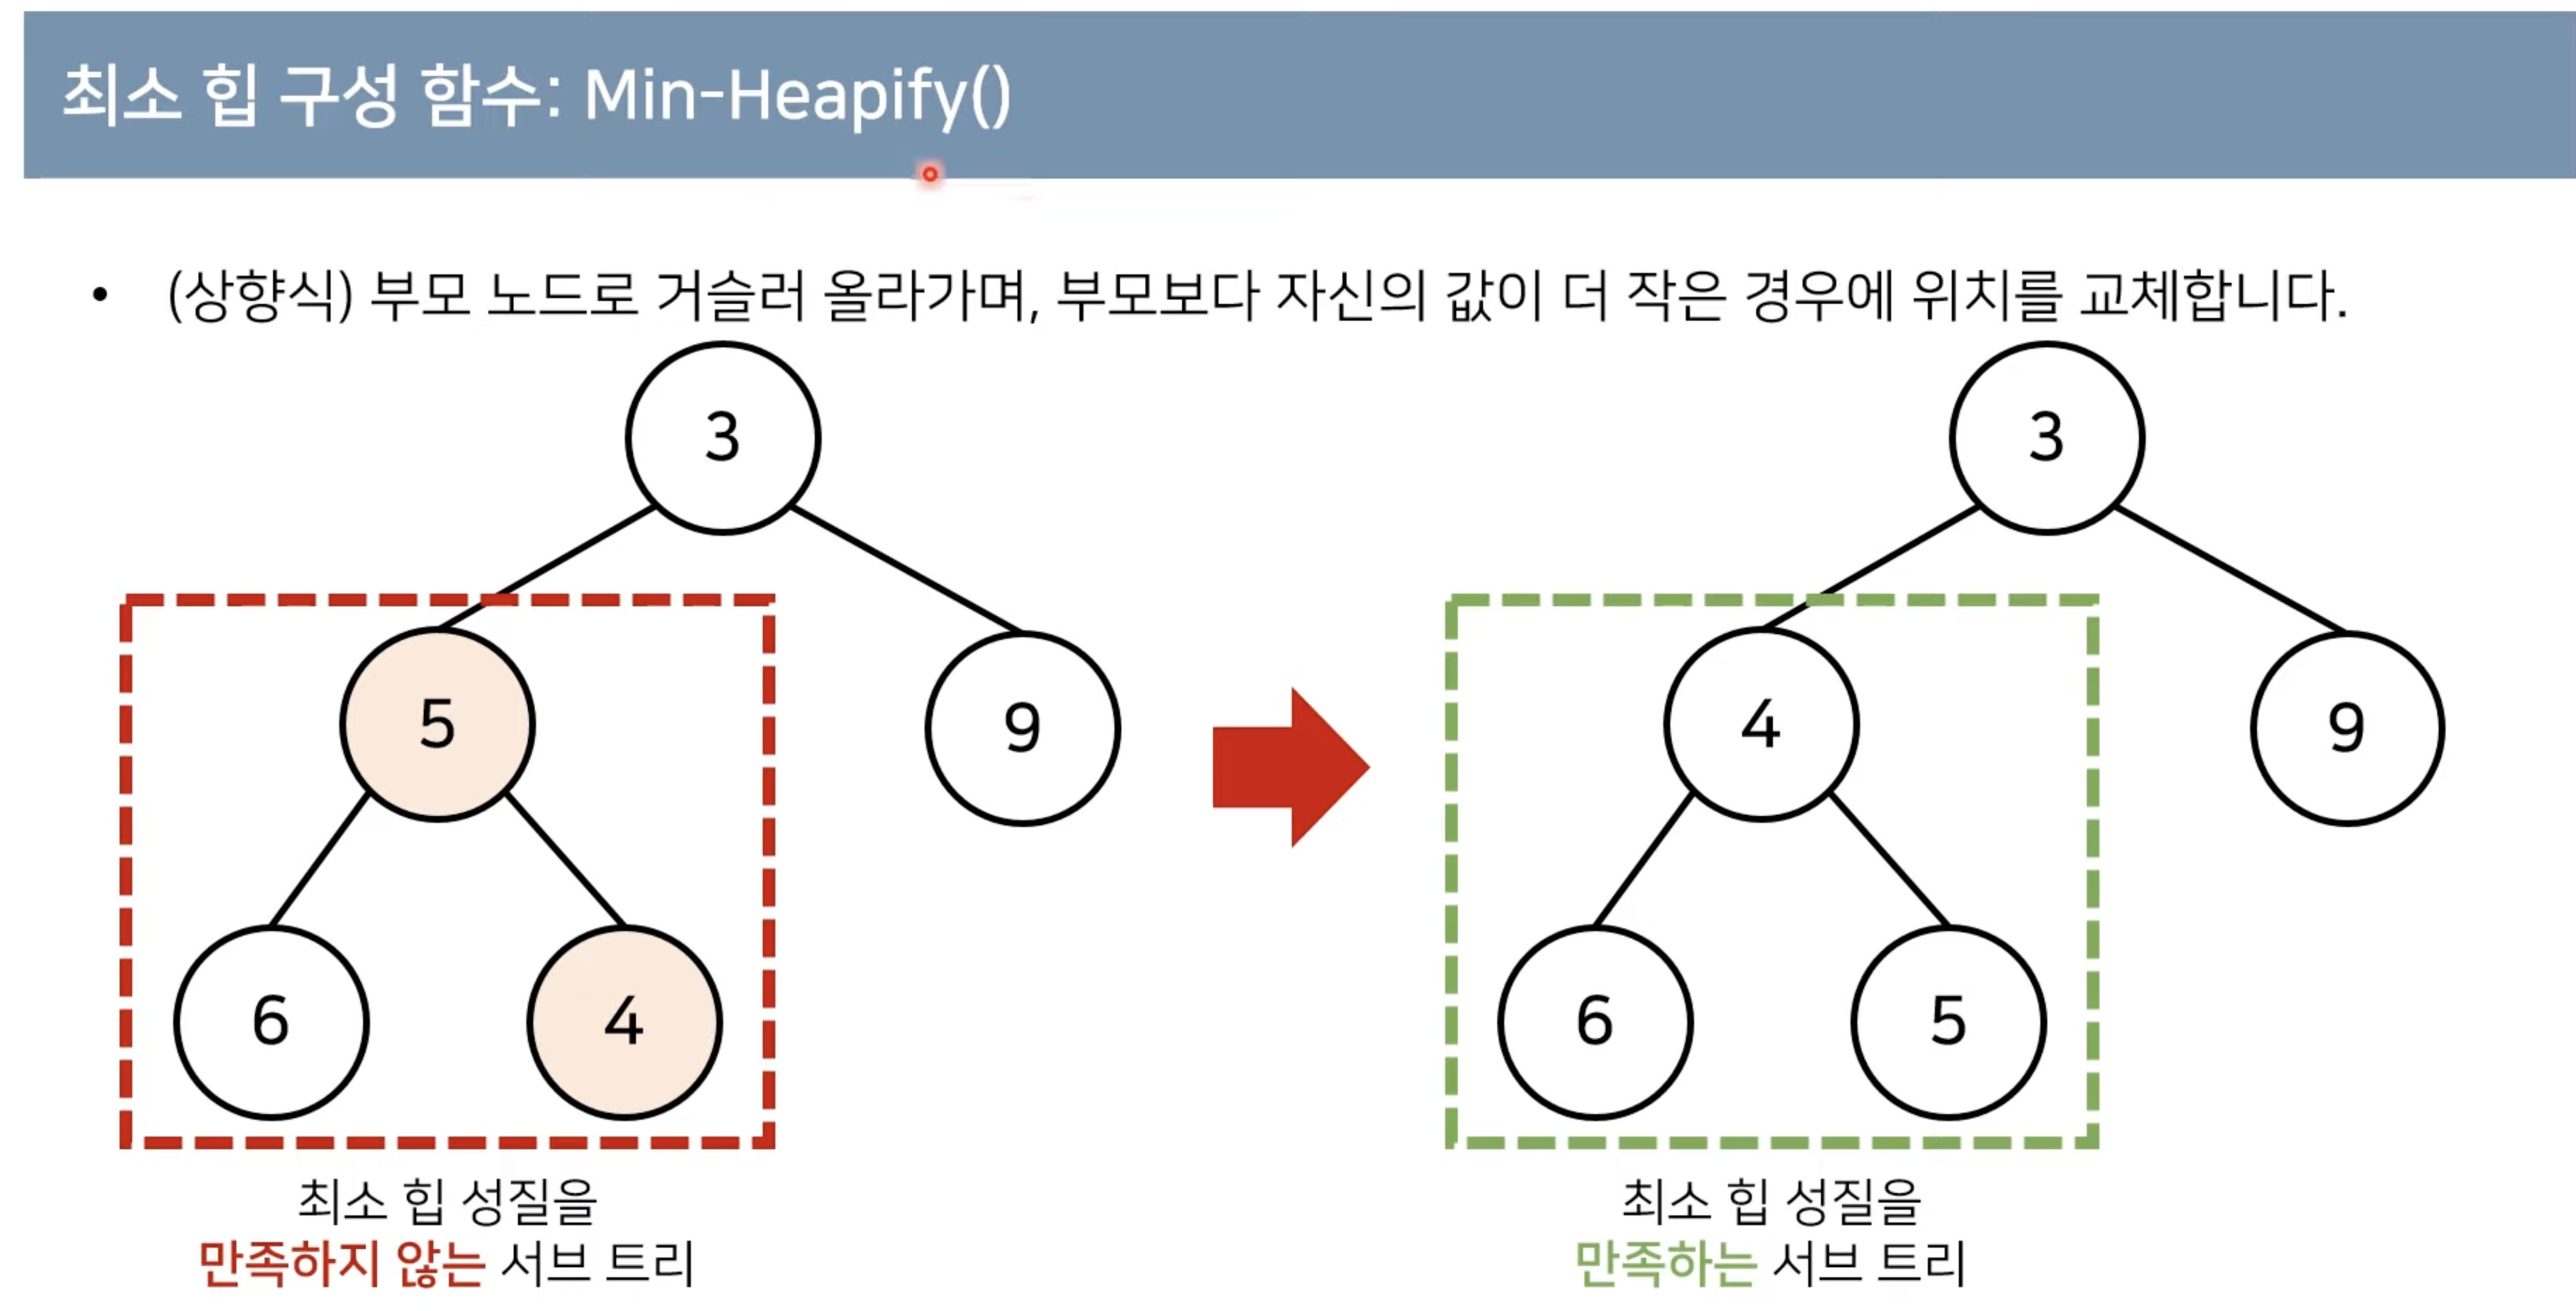 최소 힙 구성 함수: Min-Heapify()
• (상향식) 부모 노드로 거슬러 올라가며, 부모보다 자신의 값이 더 작은 경우에 위치를 교체합니다.
3
5
9
6
4
최소 힙 성질을
만족하지 않는 서브 트리
3
4
9
6
5
최소 힙 성질을
만족하는 서브 트리